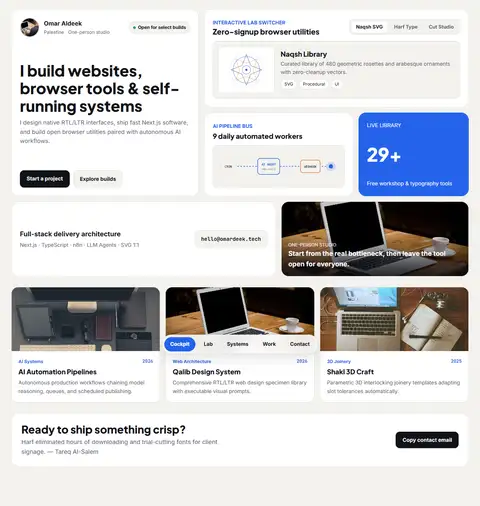 Omar Aldeek
Palestine · One-person studio
Open for select builds
I build websites,
browser tools & self-
running systems
I design native RTL/LTR interfaces, ship fast Next.js software,
and build open browser utilities paired with autonomous AI
workflows.
Start a project
Explore builds
INTERACTIVE LAB SWITCHER
Zero-signup browser utilities
Naqsh SVG
Harf Type
Cut Studio
Naqsh Library
Curated library of 480 geometric rosettes and arabesque ornaments
with zero-cleanup vectors.
SVG
Procedural
UI
AI PIPELINE BUS
9 daily automated workers
CRON
AI AGENT
LIVE LIBRARY
29+
Free workshop & typography tools
Full-stack delivery architecture
Next.js · TypeScript · n8n · LLM Agents · SVG 1:1
hello@omardeek.tech
ONE-PERSON STUDIO
Start from the real bottleneck, then leave the tool
open for everyone.
Cockpit
Lab
Systems
Work
Contact
AI Systems
2026
AI Automation Pipelines
Autonomous production workflows chaining model
reasoning, queues, and scheduled publishing.
Web Architecture
2026
Qalib Design System
Comprehensive RTL/LTR web design specimen library
with executable visual prompts.
3D Joinery
2025
Shakl 3D Craft
Parametric 3D interlocking joinery templates adapting
slot tolerances automatically.
Ready to ship something crisp?
Harf eliminated hours of downloading and trial-cutting fonts for client
signage. — Tareq Al-Salem
Copy contact email